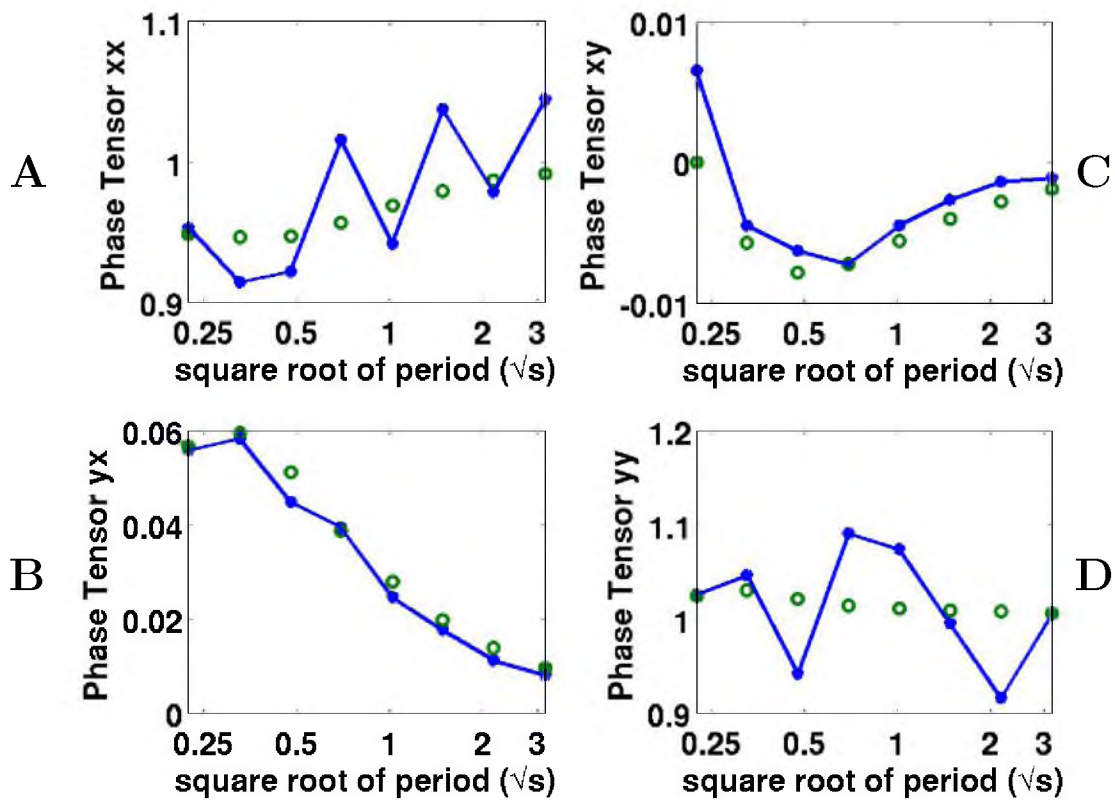 A
Phase Tensor xx
1.1
1
0.9
0.25 0.5 1 2 3
square root of period (√s)
Phase Tensor xy
0.01
0
-0.01
0.25 0.5 1 2 3
square root of period (√s)
C
B
Phase Tensor yx
0.06
0.04
0.02
0
0.25 0.5 1 2 3
square root of period (√s)
Phase Tensor yy
1.2
1.1
1
0.9
0.25 0.5 1 2 3
square root of period (√s)
D